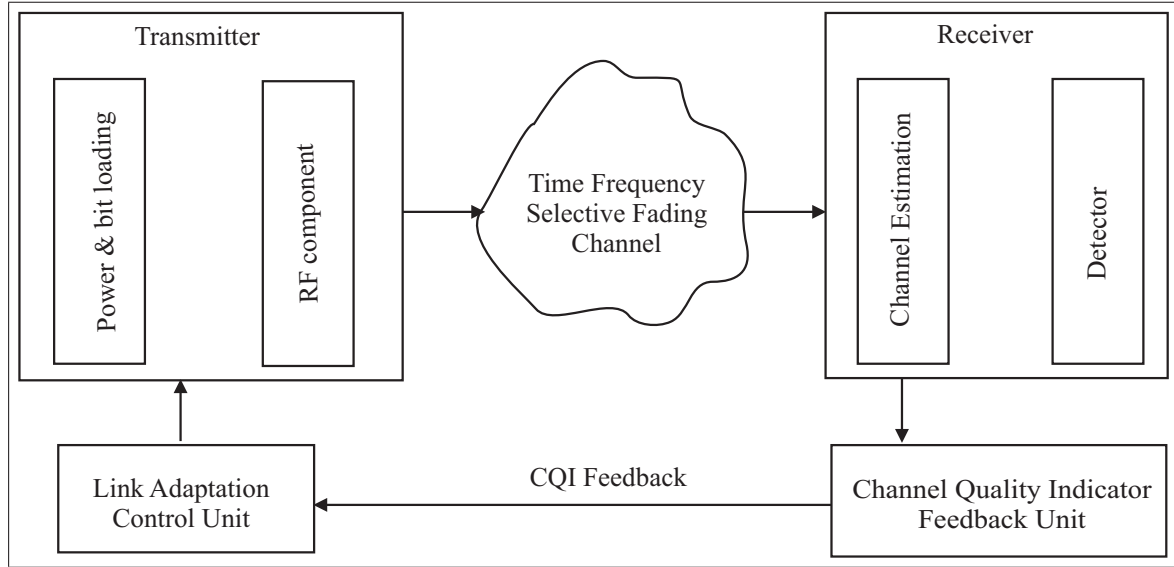 Transmitter
Power & bit loading
RF component
Time Frequency
Selective Fading
Channel
Receiver
Channel Estimation
Detector
Link Adaptation
Control Unit
CQI Feedback
Channel Quality Indicator
Feedback Unit